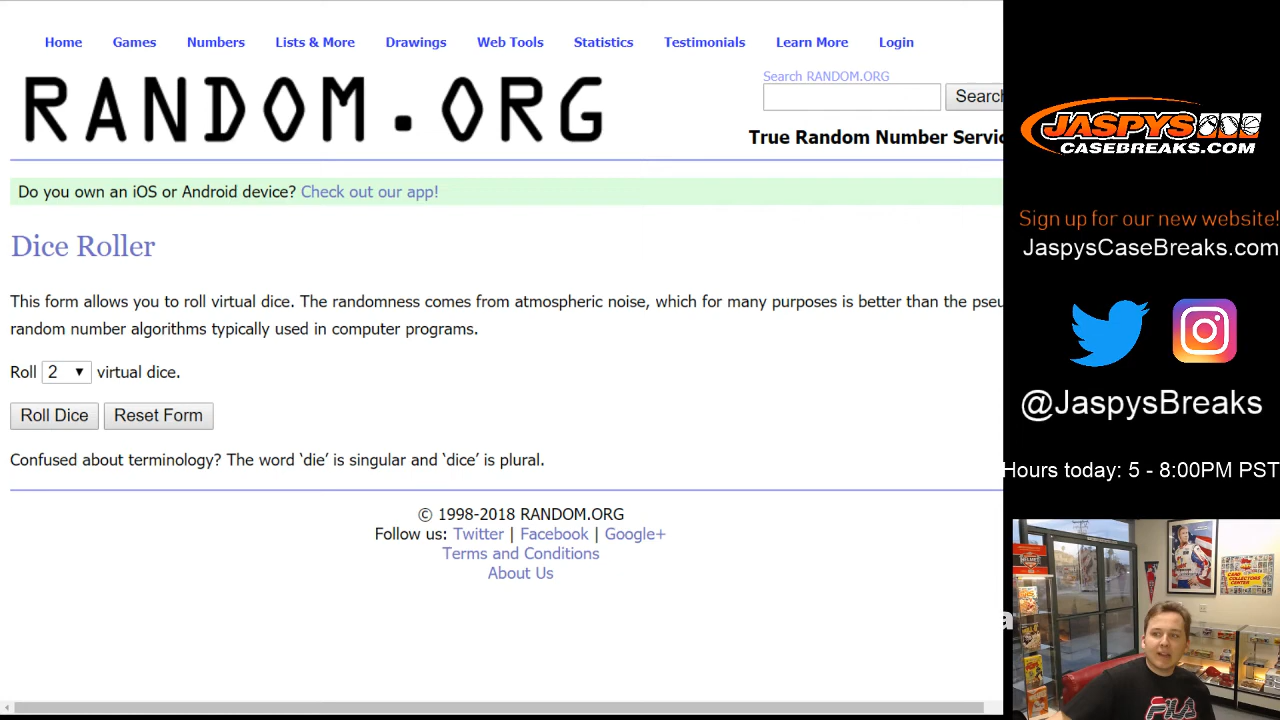 Home Games Numbers Lists & More Drawings Web Tools Statistics Testimonials Learn More Login
RANDOM.ORG
Search RANDOM.ORG
Search
True Random Number Servic
Do you own an iOS or Android device? Check out our app!
Dice Roller
This form allows you to roll virtual dice. The randomness comes from atmospheric noise, which for many purposes is better than the pseu
random number algorithms typically used in computer programs.
Roll 2 virtual dice.
Roll Dice Reset Form
Confused about terminology? The word ‘die’ is singular and ‘dice’ is plural.
© 1998-2018 RANDOM.ORG
Follow us: Twitter | Facebook | Google+
Terms and Conditions
About Us
JASPYS
CASEBREAKS.COM
Sign up for our new website!
JaspysCaseBreaks.com
@JaspysBreaks
Hours today: 5 - 8:00PM PST
a
CARD
COLLECTORS
CENTER
FILA